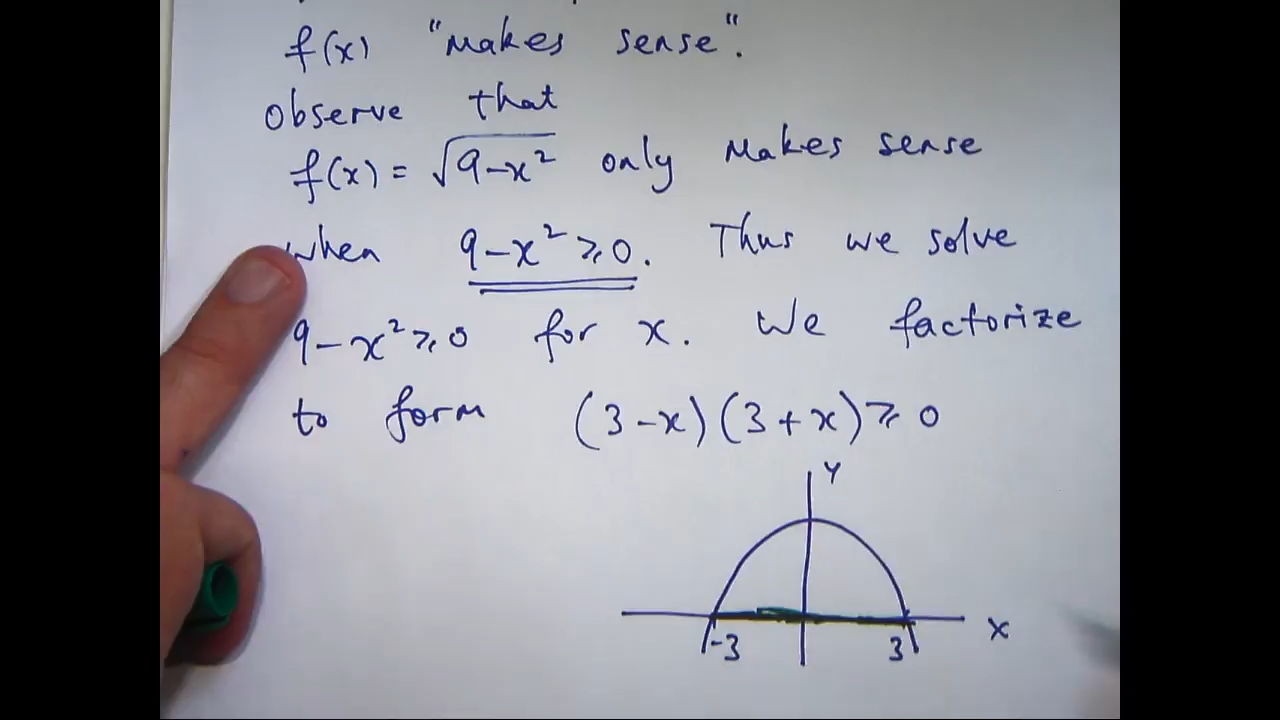 f(x) "makes sense".
Observe that
f(x) = √(9-x²) only makes sense
when 9-x² ≥ 0. Thus we solve
9-x² ≥ 0 for x. We factorize
to form (3-x)(3+x) ≥ 0
y
x
-3 3